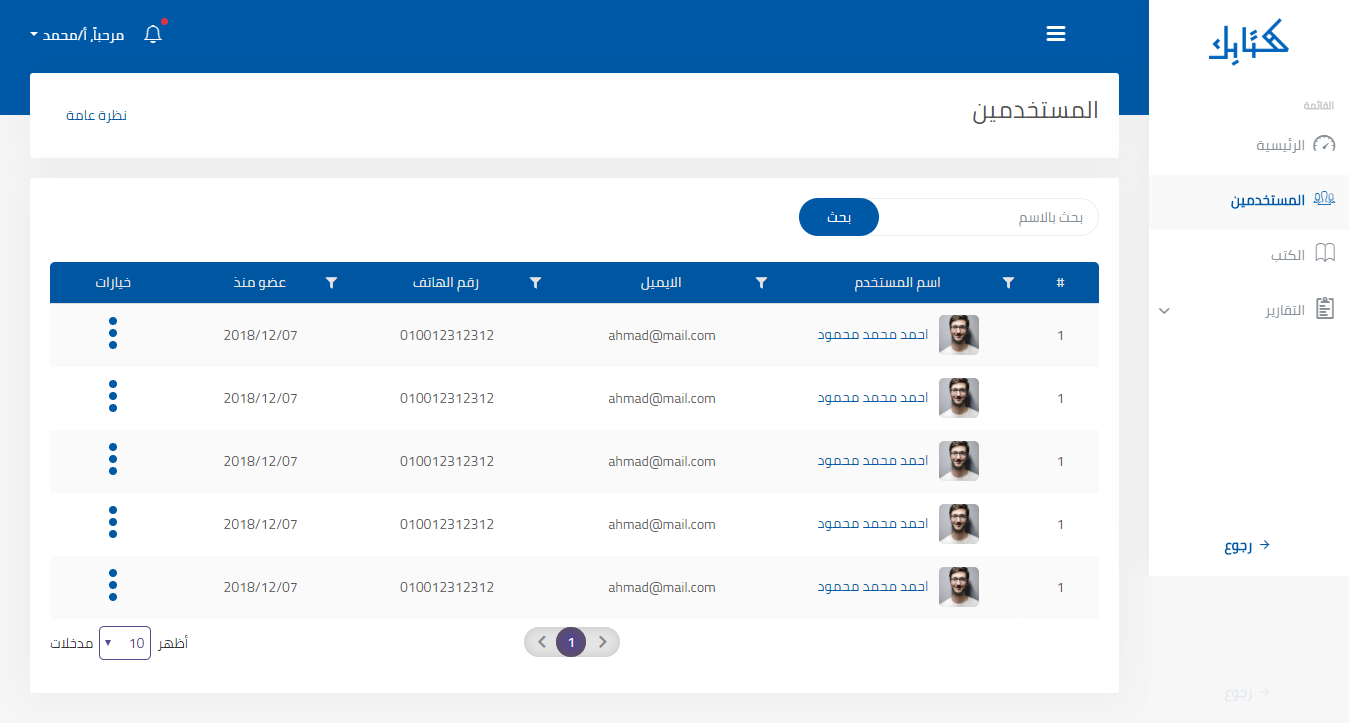 كتابك
مرحباً, أ/محمد
القائمة
الرئيسية
المستخدمين
الكتب
التقارير
رجوع
رجوع
المستخدمين
نظرة عامة
بحث بالاسم
بحث
# اسم المستخدم الايميل رقم الهاتف عضو منذ خيارات
1 احمد محمد محمود ahmad@mail.com 010012312312 2018/12/07
1 احمد محمد محمود ahmad@mail.com 010012312312 2018/12/07
1 احمد محمد محمود ahmad@mail.com 010012312312 2018/12/07
1 احمد محمد محمود ahmad@mail.com 010012312312 2018/12/07
1 احمد محمد محمود ahmad@mail.com 010012312312 2018/12/07
1
أظهر 10 مدخلات